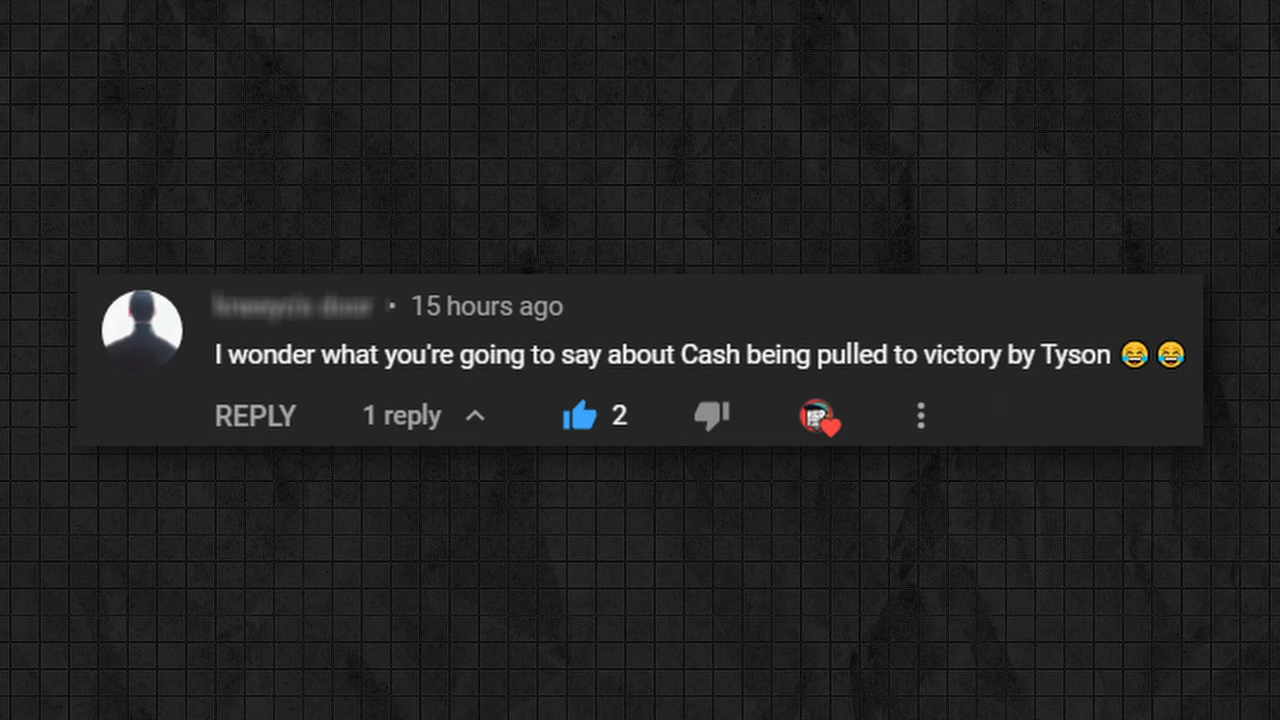 15 hours ago
I wonder what you're going to say about Cash being pulled to victory by Tyson 😂 😂
REPLY 1 reply 2